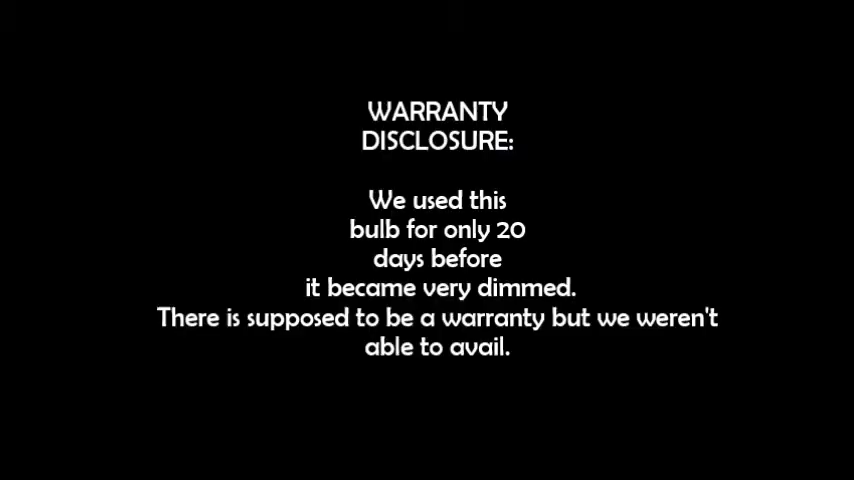 WARRANTY
DISCLOSURE:
We used this
bulb for only 20
days before
it became very dimmed.
There is supposed to be a warranty but we weren't
able to avail.